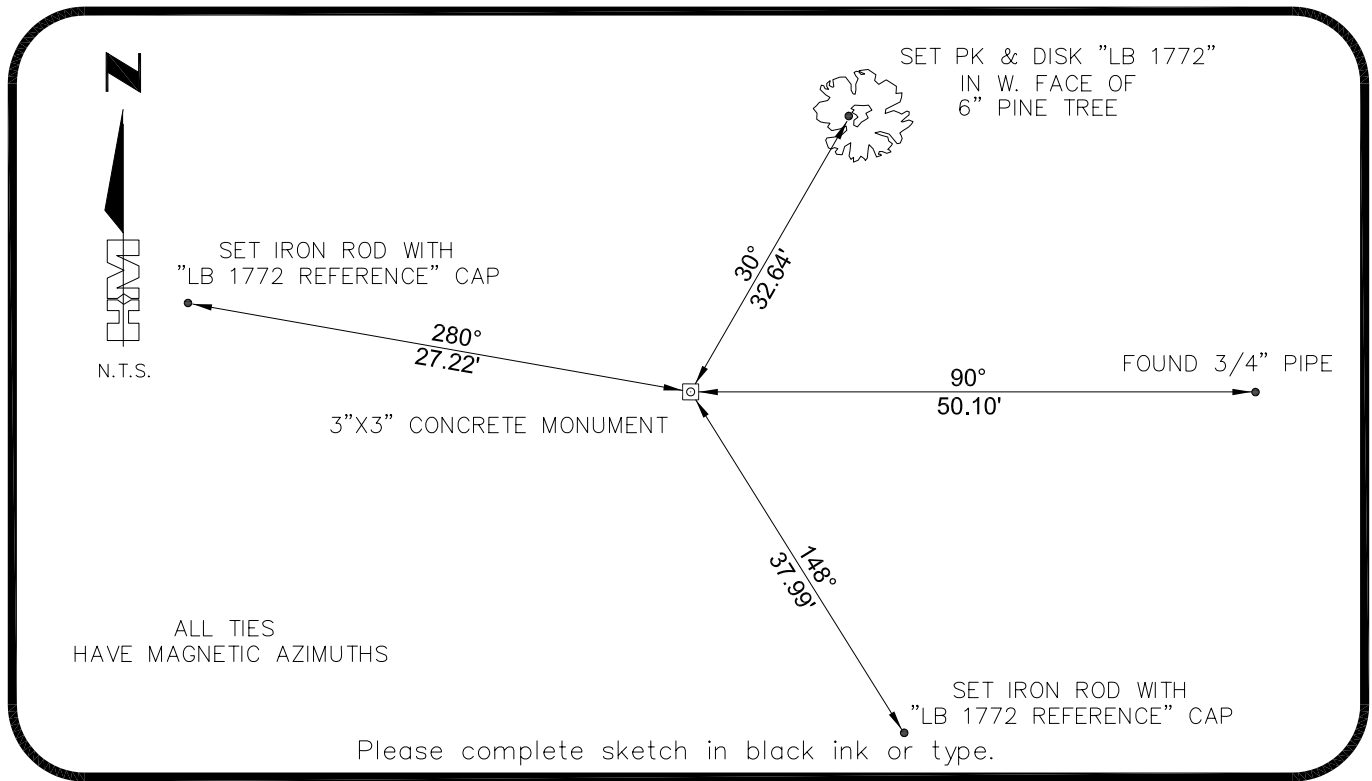 SET PK & DISK "LB 1772"
IN W. FACE OF
6" PINE TREE
N
SET IRON ROD WITH
"LB 1772 REFERENCE" CAP
30°
32.64'
280°
27.22'
N.T.S.
FOUND 3/4" PIPE
90°
50.10'
3"X3" CONCRETE MONUMENT
148°
37.99'
ALL TIES
HAVE MAGNETIC AZIMUTHS
SET IRON ROD WITH
"LB 1772 REFERENCE" CAP
Please complete sketch in black ink or type.